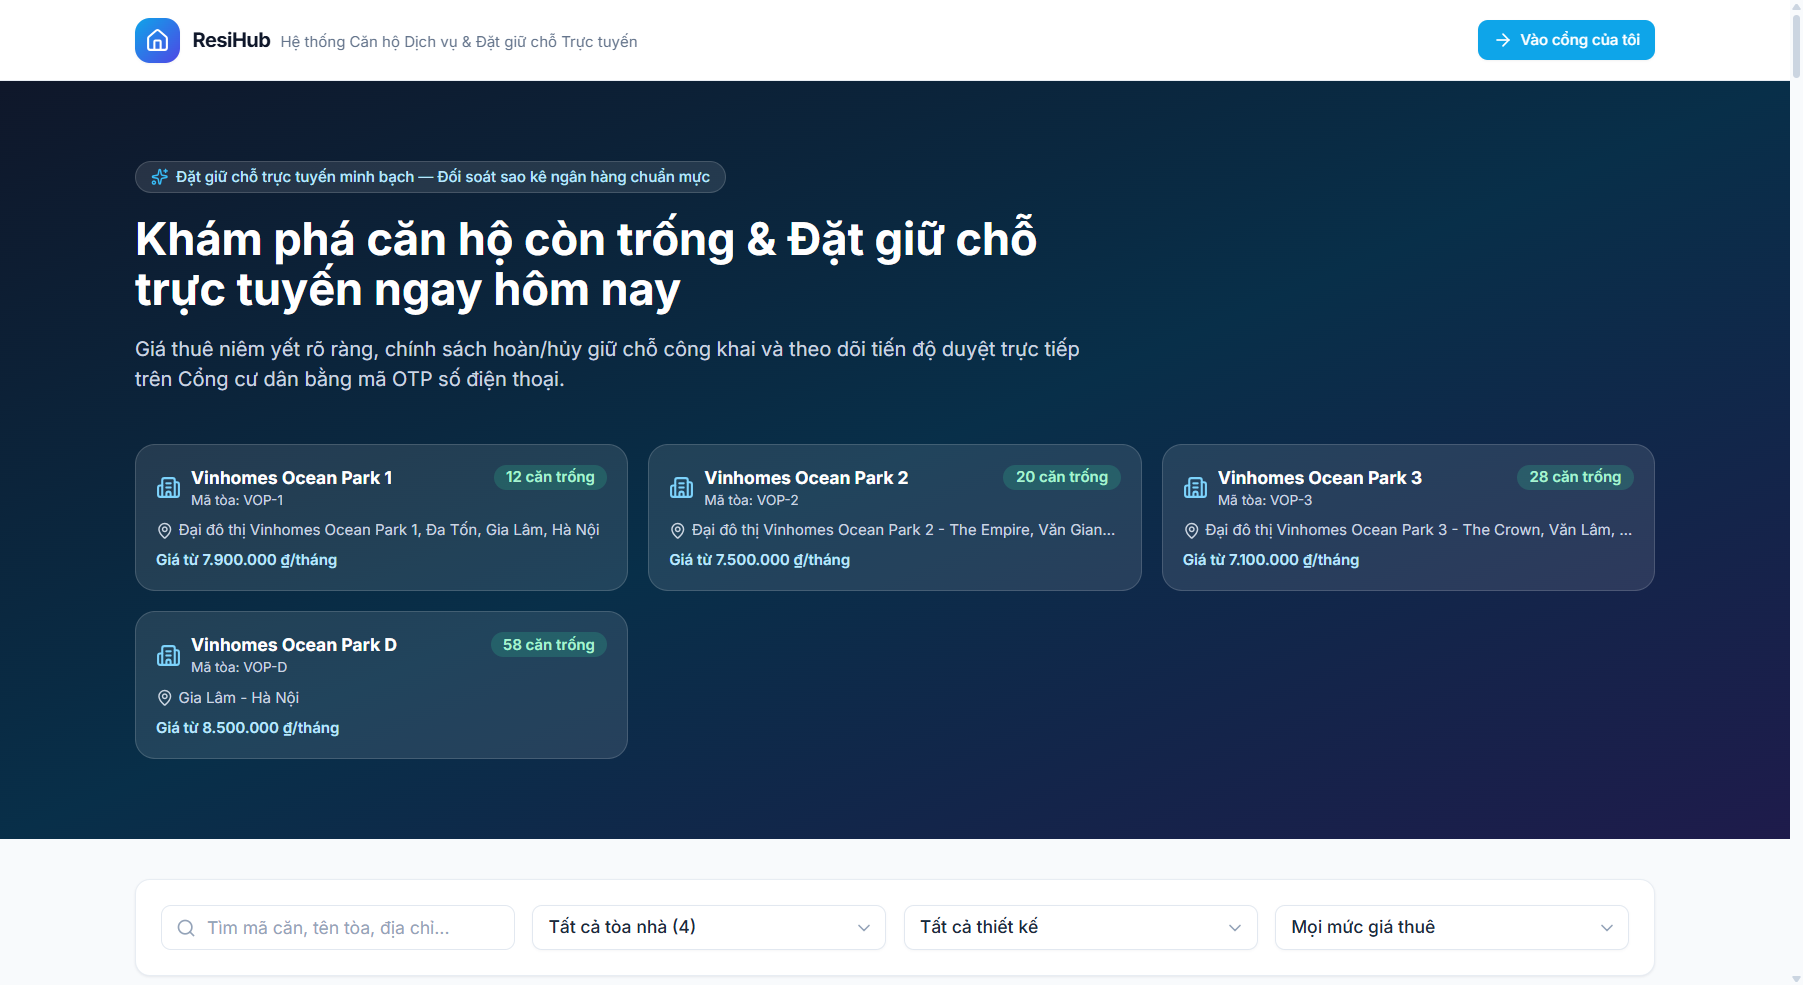 ResiHub Hệ thống Căn hộ Dịch vụ & Đặt giữ chỗ Trực tuyến
Vào cổng của tôi
Đặt giữ chỗ trực tuyến minh bạch — Đối soát sao kê ngân hàng chuẩn mực
Khám phá căn hộ còn trống & Đặt giữ chỗ
trực tuyến ngay hôm nay
Giá thuê niêm yết rõ ràng, chính sách hoàn/hủy giữ chỗ công khai và theo dõi tiến độ duyệt trực tiếp
trên Cổng cư dân bằng mã OTP số điện thoại.
Vinhomes Ocean Park 1
12 căn trống
Mã tòa: VOP-1
Đại đô thị Vinhomes Ocean Park 1, Đa Tốn, Gia Lâm, Hà Nội
Giá từ 7.900.000 ₫/tháng
Vinhomes Ocean Park 2
20 căn trống
Mã tòa: VOP-2
Đại đô thị Vinhomes Ocean Park 2 - The Empire, Văn Gian...
Giá từ 7.500.000 ₫/tháng
Vinhomes Ocean Park 3
28 căn trống
Mã tòa: VOP-3
Đại đô thị Vinhomes Ocean Park 3 - The Crown, Văn Lâm, ...
Giá từ 7.100.000 ₫/tháng
Vinhomes Ocean Park D
58 căn trống
Mã tòa: VOP-D
Gia Lâm - Hà Nội
Giá từ 8.500.000 ₫/tháng
Tìm mã căn, tên tòa, địa chỉ...
Tất cả tòa nhà (4)
Tất cả thiết kế
Mọi mức giá thuê